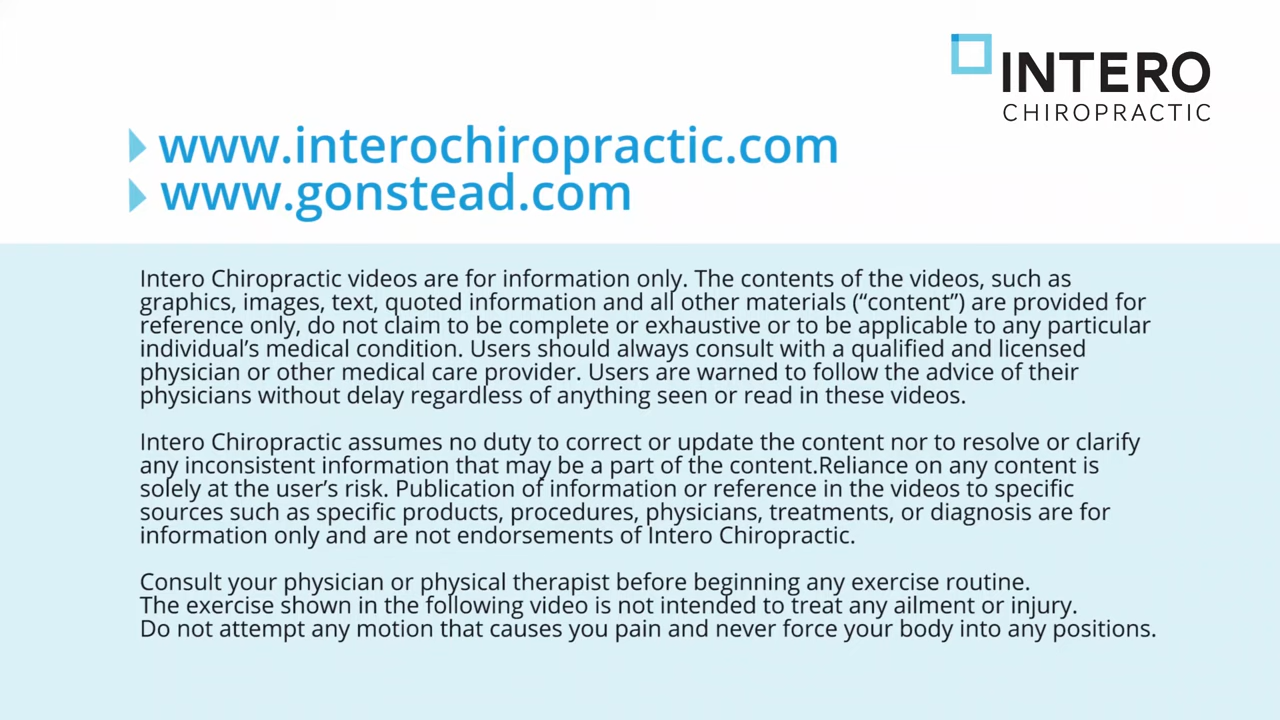 INTERO
CHIROPRACTIC
www.interochiropractic.com
www.gonstead.com
Intero Chiropractic videos are for information only. The contents of the videos, such as
graphics, images, text, quoted information and all other materials (“content”) are provided for
reference only, do not claim to be complete or exhaustive or to be applicable to any particular
individual’s medical condition. Users should always consult with a qualified and licensed
physician or other medical care provider. Users are warned to follow the advice of their
physicians without delay regardless of anything seen or read in these videos.
Intero Chiropractic assumes no duty to correct or update the content nor to resolve or clarify
any inconsistent information that may be a part of the content.Reliance on any content is
solely at the user’s risk. Publication of information or reference in the videos to specific
sources such as specific products, procedures, physicians, treatments, or diagnosis are for
information only and are not endorsements of Intero Chiropractic.
Consult your physician or physical therapist before beginning any exercise routine.
The exercise shown in the following video is not intended to treat any ailment or injury.
Do not attempt any motion that causes you pain and never force your body into any positions.